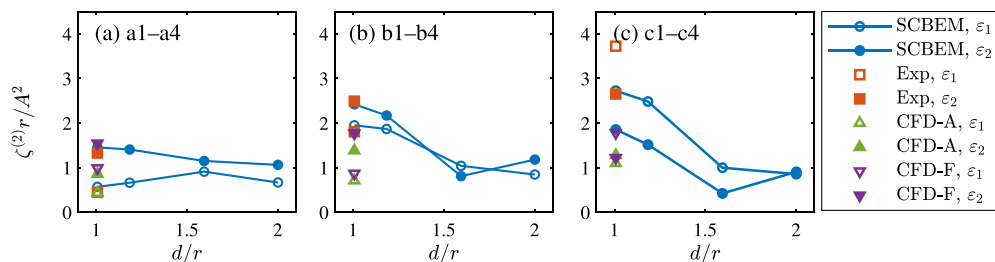 (a) a1–a4
(b) b1–b4
(c) c1–c4
ζ^(2) r/A^2
4
3
2
1
0
1
1.5
2
d/r
4
3
2
1
0
1
1.5
2
d/r
4
3
2
1
0
1
1.5
2
d/r
SCBEM, ε1
SCBEM, ε2
Exp, ε1
Exp, ε2
CFD-A, ε1
CFD-A, ε2
CFD-F, ε1
CFD-F, ε2